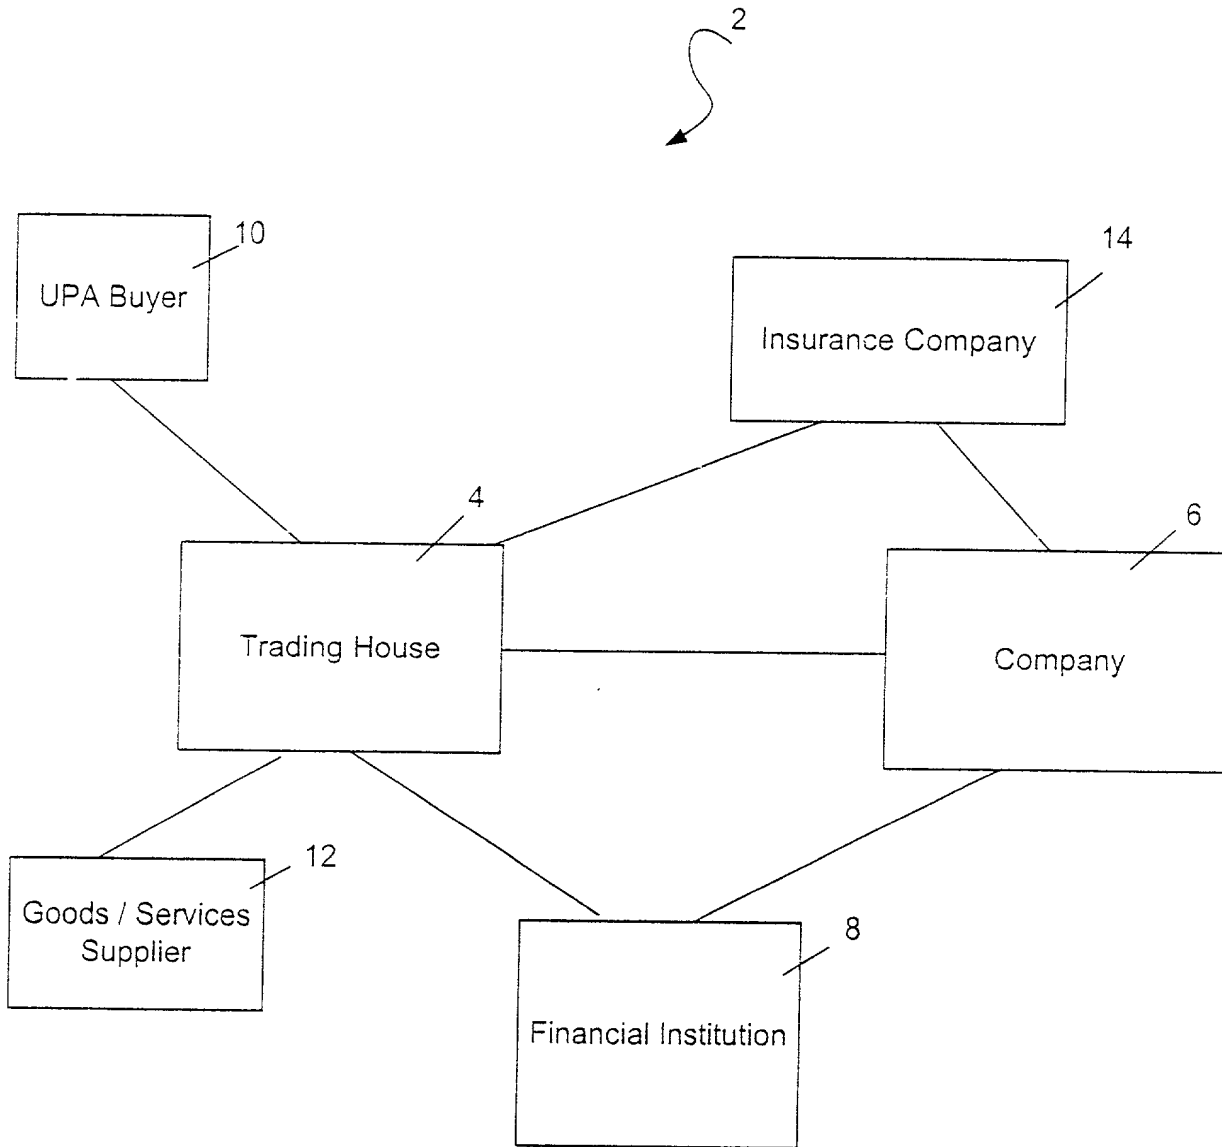 2
10
UPA Buyer
14
Insurance Company
4
Trading House
6
Company
12
Goods / Services
Supplier
8
Financial Institution